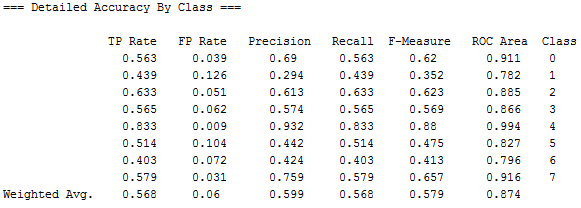 === Detailed Accuracy By Class ===
TP Rate FP Rate Precision Recall F-Measure ROC Area Class
0.563 0.039 0.69 0.563 0.62 0.911 0
0.439 0.126 0.294 0.439 0.352 0.782 1
0.633 0.051 0.613 0.633 0.623 0.885 2
0.565 0.062 0.574 0.565 0.569 0.866 3
0.833 0.009 0.932 0.833 0.88 0.994 4
0.514 0.104 0.442 0.514 0.475 0.827 5
0.403 0.072 0.424 0.403 0.413 0.796 6
0.579 0.031 0.759 0.579 0.657 0.916 7
Weighted Avg. 0.568 0.06 0.599 0.568 0.579 0.874